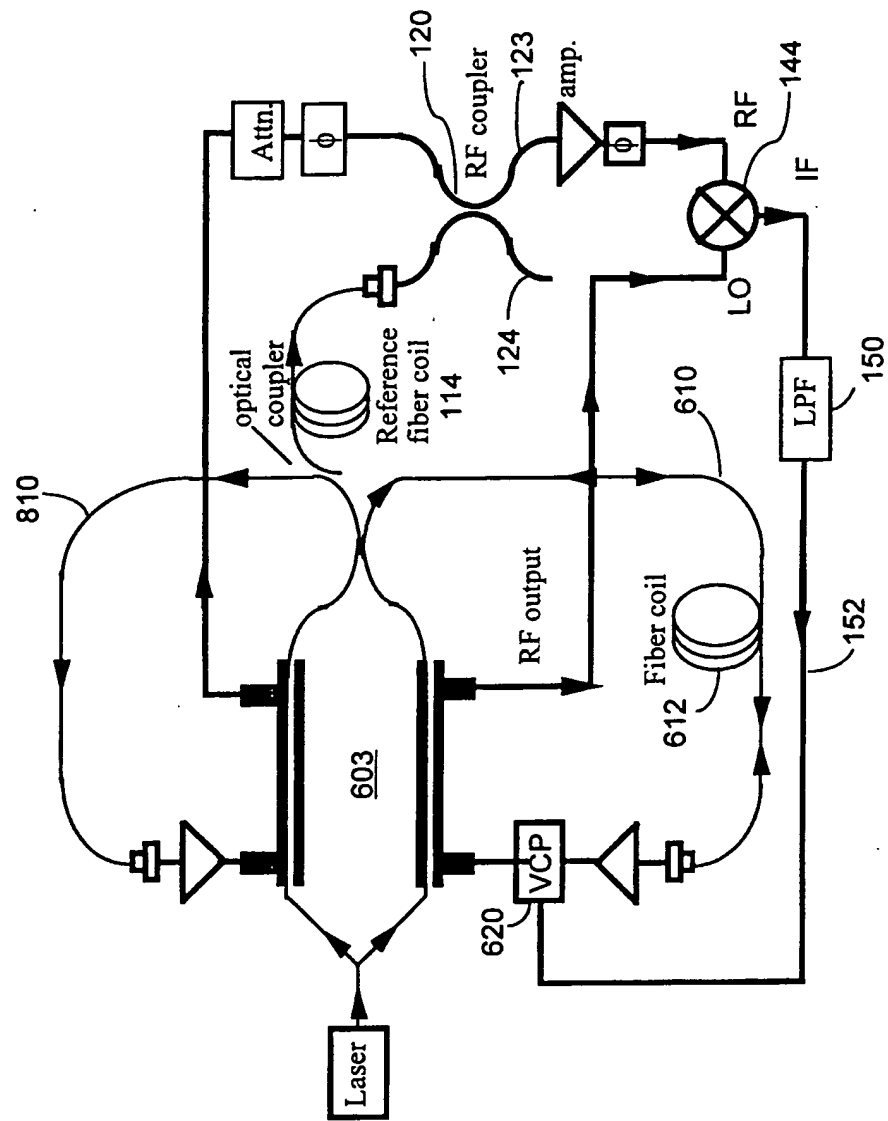 Laser
603
810
optical
coupler
Reference
fiber coil
114
Attn.
ϕ
120
RF coupler
123
amp.
ϕ
RF
144
IF
LO
124
RF output
Fiber coil
612
610
LPF
150
152
VCP
620